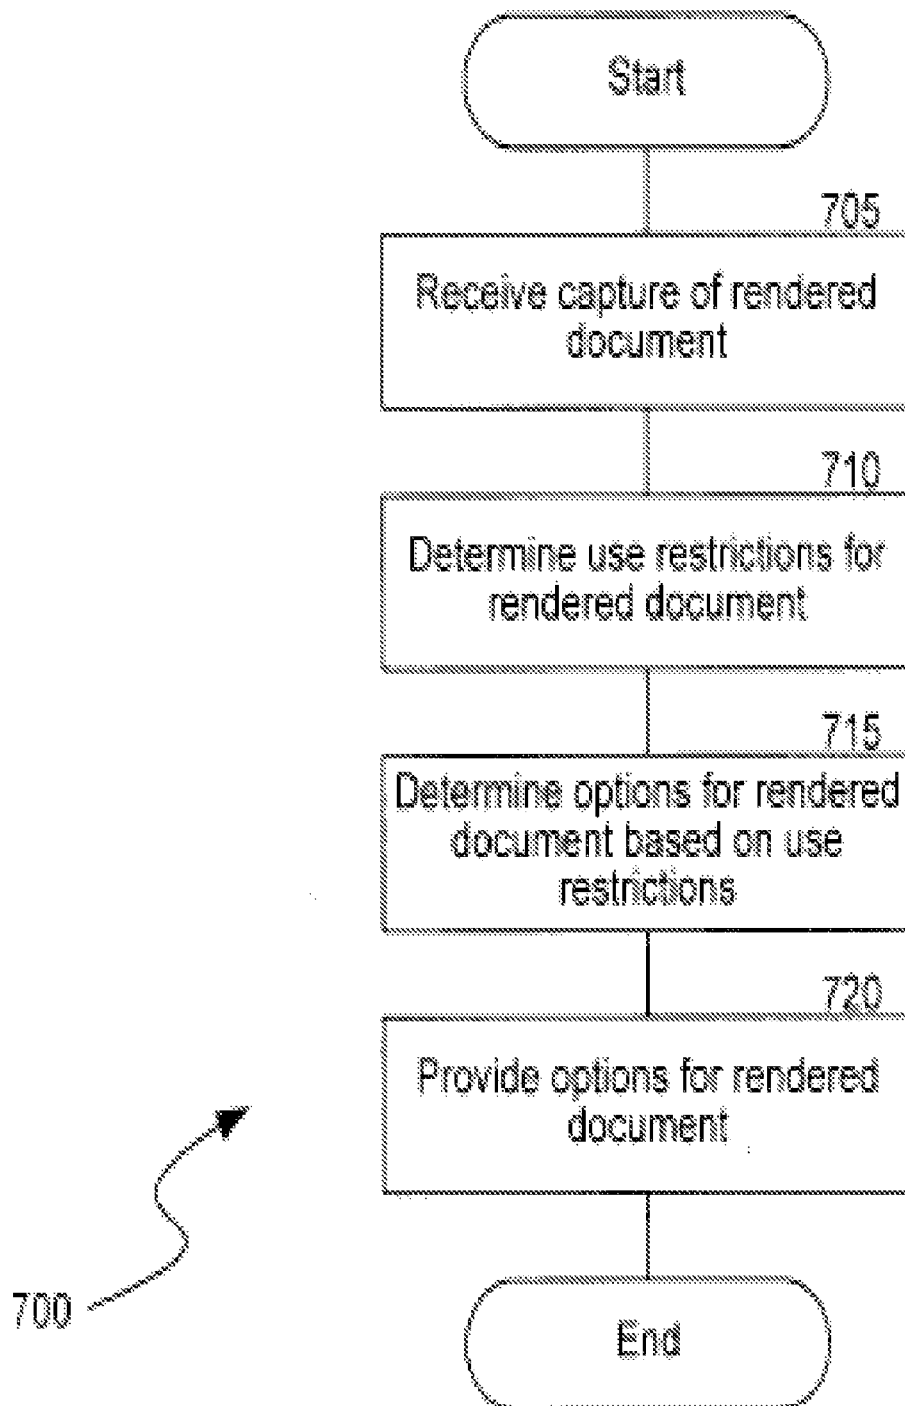 Start
705
Receive capture of rendered
document
710
Determine use restrictions for
rendered document
715
Determine options for rendered
document based on use
restrictions
720
Provide options for rendered
document
700
End